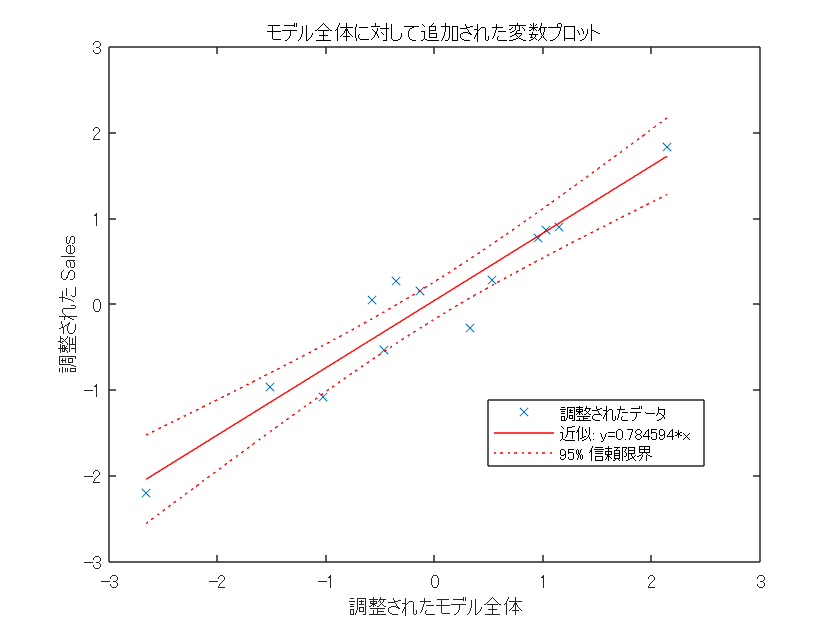 モデル全体に対して追加された変数プロット
3
2
1
0
-1
-2
-3
調整された Sales
調整されたデータ
近似: y=0.784594*x
95% 信頼限界
-3 -2 -1 0 1 2 3
調整されたモデル全体